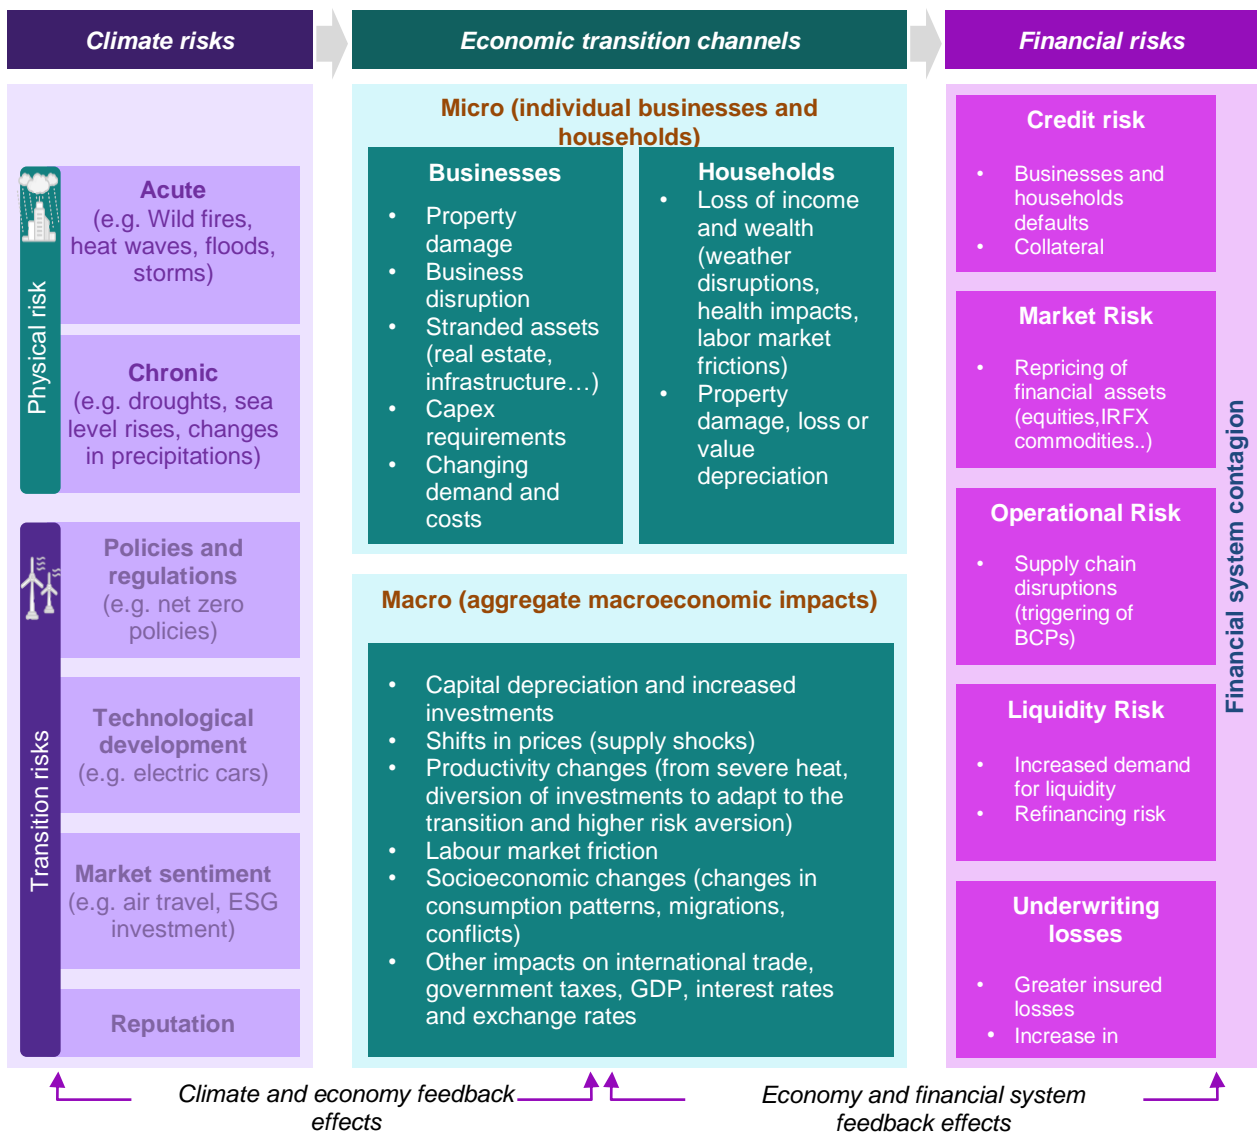 Climate risks
Economic transition channels
Financial risks
Physical risk
Acute
(e.g. Wild fires,
heat waves, floods,
storms)
Chronic
(e.g. droughts, sea
level rises, changes
in precipitations)
Transition risks
Policies and
regulations
(e.g. net zero
policies)
Technological
development
(e.g. electric cars)
Market sentiment
(e.g. air travel, ESG
investment)
Reputation
Micro (individual businesses and
households)
Businesses
• Property
damage
• Business
disruption
• Stranded assets
(real estate,
infrastructure…)
• Capex
requirements
• Changing
demand and
costs
Households
• Loss of income
and wealth
(weather
disruptions,
health impacts,
labor market
frictions)
• Property
damage, loss or
value
depreciation
Macro (aggregate macroeconomic impacts)
• Capital depreciation and increased
investments
• Shifts in prices (supply shocks)
• Productivity changes (from severe heat,
diversion of investments to adapt to the
transition and higher risk aversion)
• Labour market friction
• Socioeconomic changes (changes in
consumption patterns, migrations,
conflicts)
• Other impacts on international trade,
government taxes, GDP, interest rates
and exchange rates
Credit risk
• Businesses and
households
defaults
• Collateral
Market Risk
• Repricing of
financial assets
(equities,IRFX
commodities..)
Operational Risk
• Supply chain
disruptions
(triggering of
BCPs)
Liquidity Risk
• Increased demand
for liquidity
• Refinancing risk
Underwriting
losses
• Greater insured
losses
• Increase in
Financial system contagion
Climate and economy feedback
effects
Economy and financial system
feedback effects